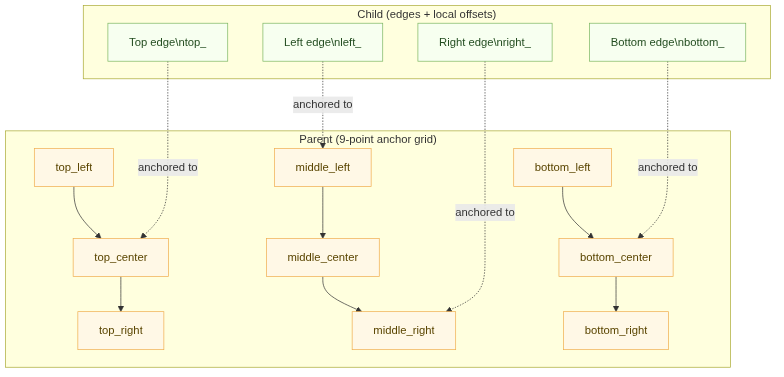 Child (edges + local offsets)
Top edge\ntop_
Left edge\nleft_
Right edge\nright_
Bottom edge\nbottom_
anchored to
Parent (9-point anchor grid)
top_left
anchored to
middle_left
bottom_left
anchored to
anchored to
top_center
middle_center
bottom_center
top_right
middle_right
bottom_right